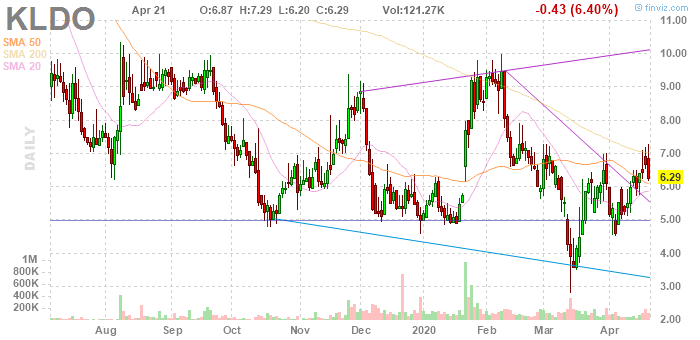 KLDO
Apr 21 O:6.87 H:7.29 L:6.20 C:6.29 Vol:121.27K -0.43 (6.40%)
© finviz.com
SMA 50
SMA 200
SMA 20
DAILY
11.00
10.00
9.00
8.00
7.00
6.29
6.00
5.00
4.00
3.00
2.00
1M
800K
600K
400K
200K
Aug Sep Oct Nov Dec 2020 Feb Mar Apr